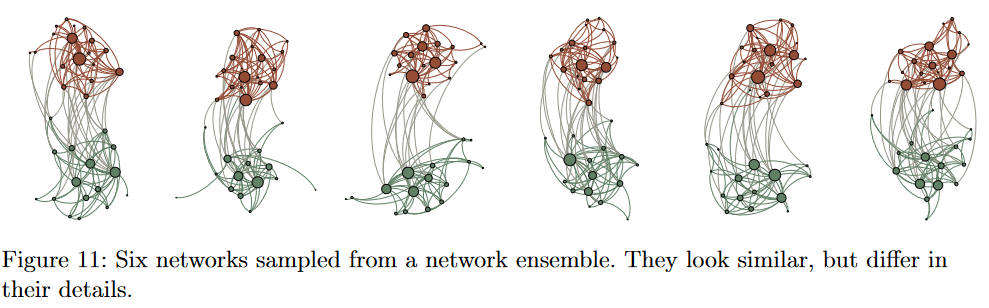 Figure 11: Six networks sampled from a network ensemble. They look similar, but differ in
their details.